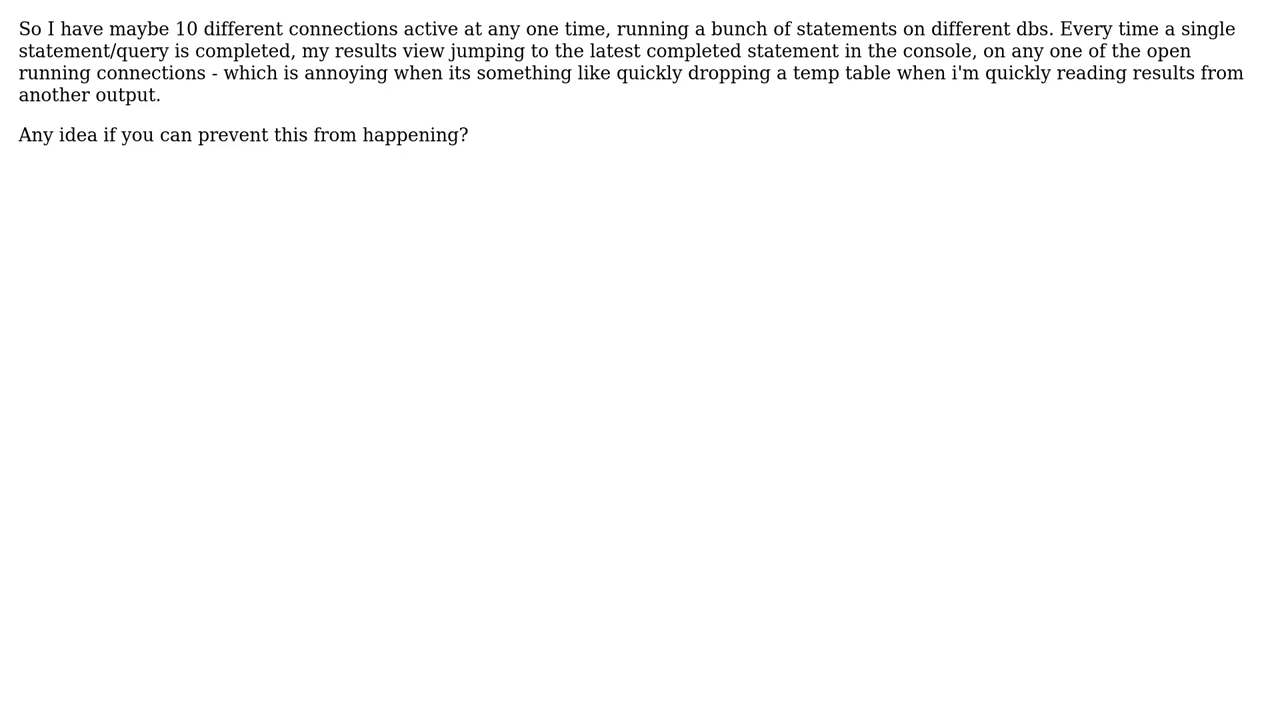 So I have maybe 10 different connections active at any one time, running a bunch of statements on different dbs. Every time a single
statement/query is completed, my results view jumping to the latest completed statement in the console, on any one of the open
running connections - which is annoying when its something like quickly dropping a temp table when i'm quickly reading results from
another output.
Any idea if you can prevent this from happening?